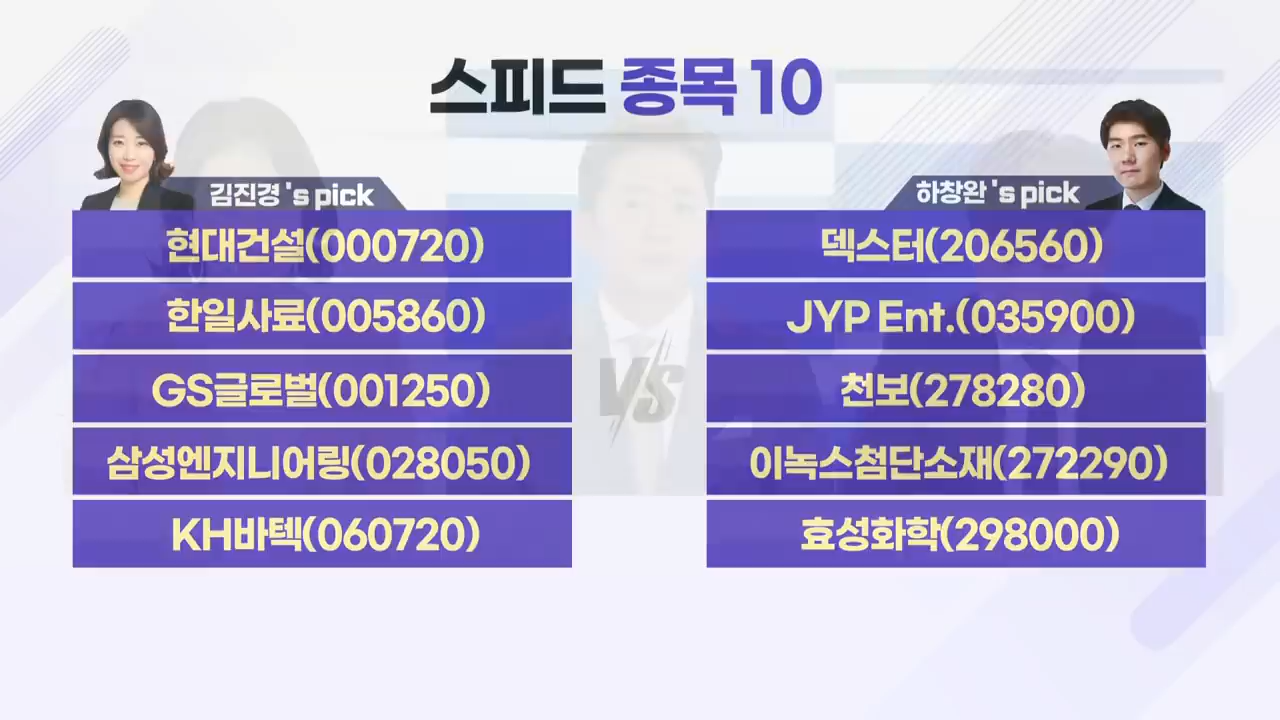 스피드 종목 10
김진경 's pick
현대건설(000720)
한일사료(005860)
GS글로벌(001250)
삼성엔지니어링(028050)
KH바텍(060720)
VS
하창완 's pick
덱스터(206560)
JYP Ent.(035900)
천보(278280)
이녹스첨단소재(272290)
효성화학(298000)